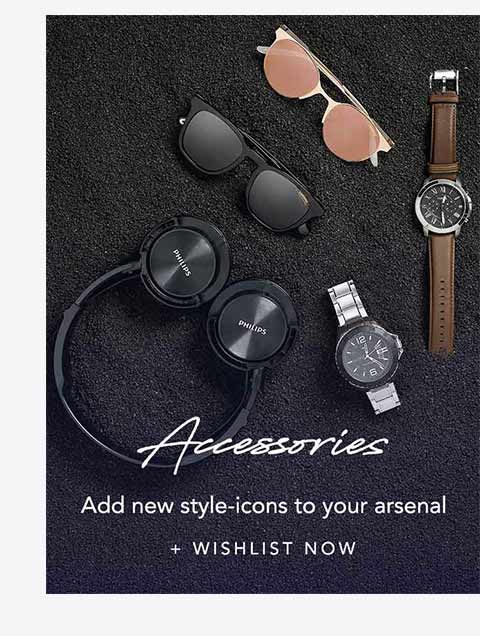 PHILIPS
PHILIPS
Accessories
Add new style-icons to your arsenal
+ WISHLIST NOW